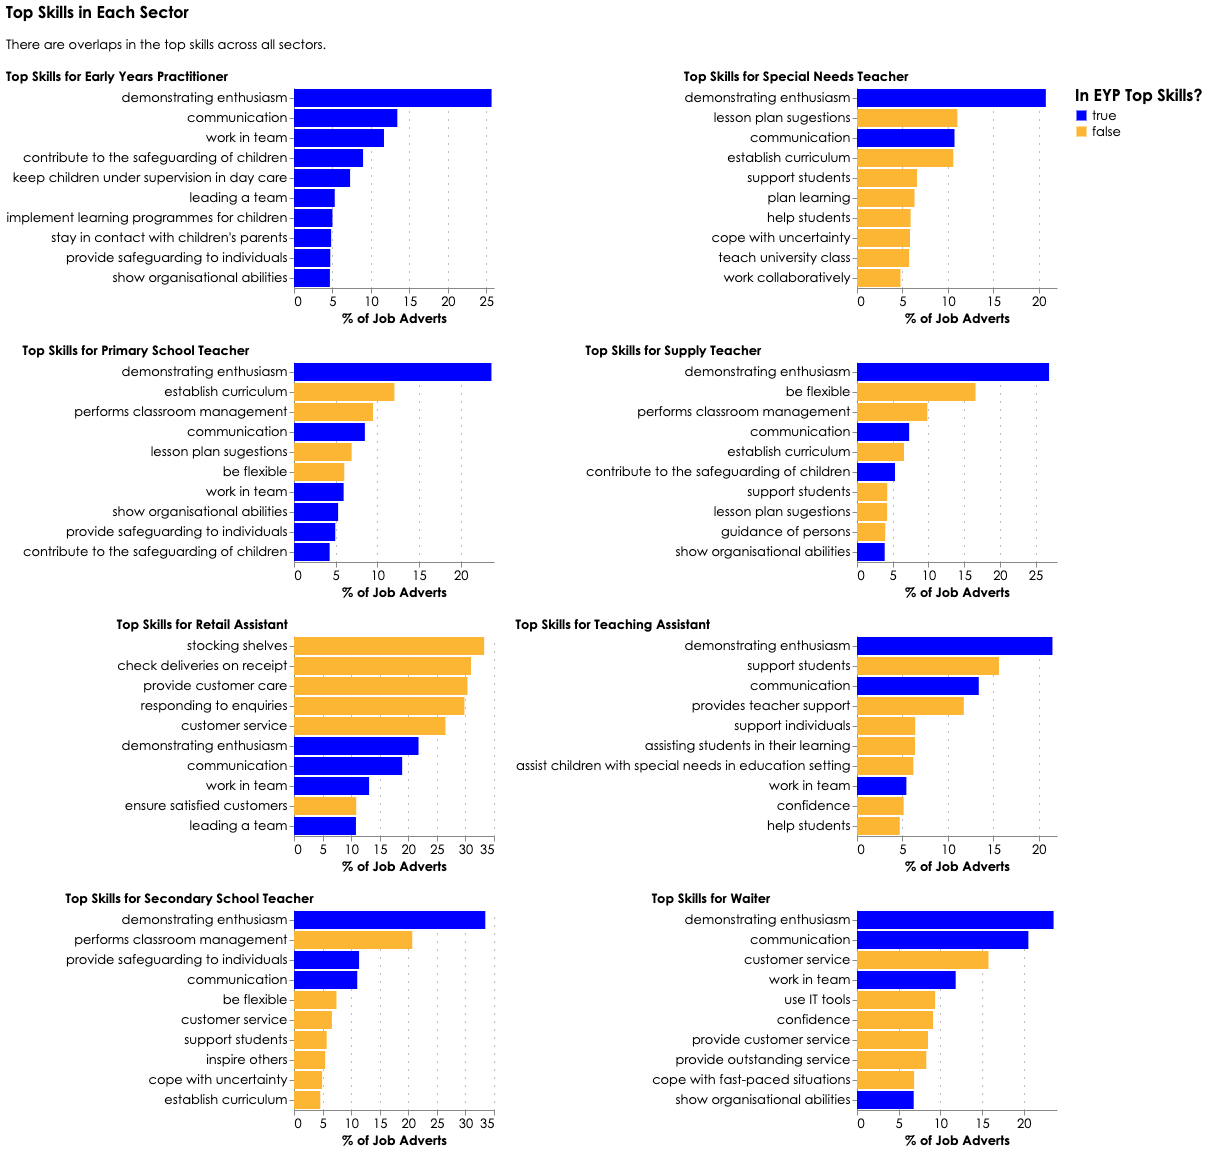 Top Skills in Each Sector
There are overlaps in the top skills across all sectors.
Top Skills for Early Years Practitioner
demonstrating enthusiasm
communication
work in team
contribute to the safeguarding of children
keep children under supervision in day care
leading a team
implement learning programmes for children
stay in contact with children's parents
provide safeguarding to individuals
show organisational abilities
0 5 10 15 20 25
% of Job Adverts
Top Skills for Special Needs Teacher
demonstrating enthusiasm
lesson plan sugestions
communication
establish curriculum
support students
plan learning
help students
cope with uncertainty
teach university class
work collaboratively
0 5 10 15 20
% of Job Adverts
In EYP Top Skills?
true
false
Top Skills for Primary School Teacher
demonstrating enthusiasm
establish curriculum
performs classroom management
communication
lesson plan sugestions
be flexible
work in team
show organisational abilities
provide safeguarding to individuals
contribute to the safeguarding of children
0 5 10 15 20
% of Job Adverts
Top Skills for Supply Teacher
demonstrating enthusiasm
be flexible
performs classroom management
communication
establish curriculum
contribute to the safeguarding of children
support students
lesson plan sugestions
guidance of persons
show organisational abilities
0 5 10 15 20 25
% of Job Adverts
Top Skills for Retail Assistant
stocking shelves
check deliveries on receipt
provide customer care
responding to enquiries
customer service
demonstrating enthusiasm
communication
work in team
ensure satisfied customers
leading a team
0 5 10 15 20 25 30 35
% of Job Adverts
Top Skills for Teaching Assistant
demonstrating enthusiasm
support students
communication
provides teacher support
support individuals
assisting students in their learning
assist children with special needs in education setting
work in team
confidence
help students
0 5 10 15 20
% of Job Adverts
Top Skills for Secondary School Teacher
demonstrating enthusiasm
performs classroom management
provide safeguarding to individuals
communication
be flexible
customer service
support students
inspire others
cope with uncertainty
establish curriculum
0 5 10 15 20 25 30 35
% of Job Adverts
Top Skills for Waiter
demonstrating enthusiasm
communication
customer service
work in team
use IT tools
confidence
provide customer service
provide outstanding service
cope with fast-paced situations
show organisational abilities
0 5 10 15 20
% of Job Adverts